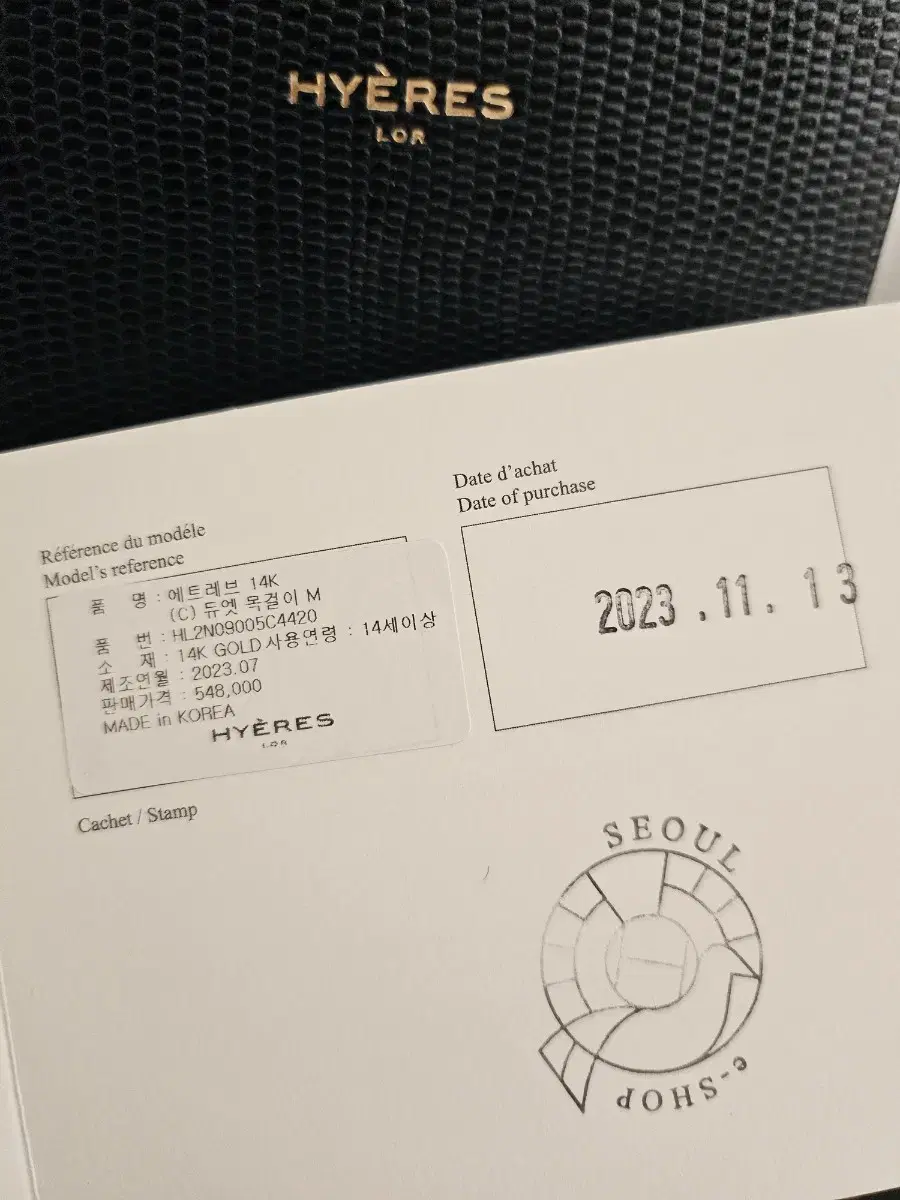 HYÈRES
LOR
Date d'achat
Date of purchase
2023 .11. 13
Référence du modéle
Model's reference
품 명 : 에트레브 14K
(C) 듀엣 목걸이 M
품 번 : HL2N09005C4420
소 재 : 14K GOLD 사용연령 : 14세이상
제조연월 : 2023.07
판매가격 : 548,000
MADE in KOREA
HYÈRES
LOR
Cachet / Stamp
SEOUL
e-SHOP